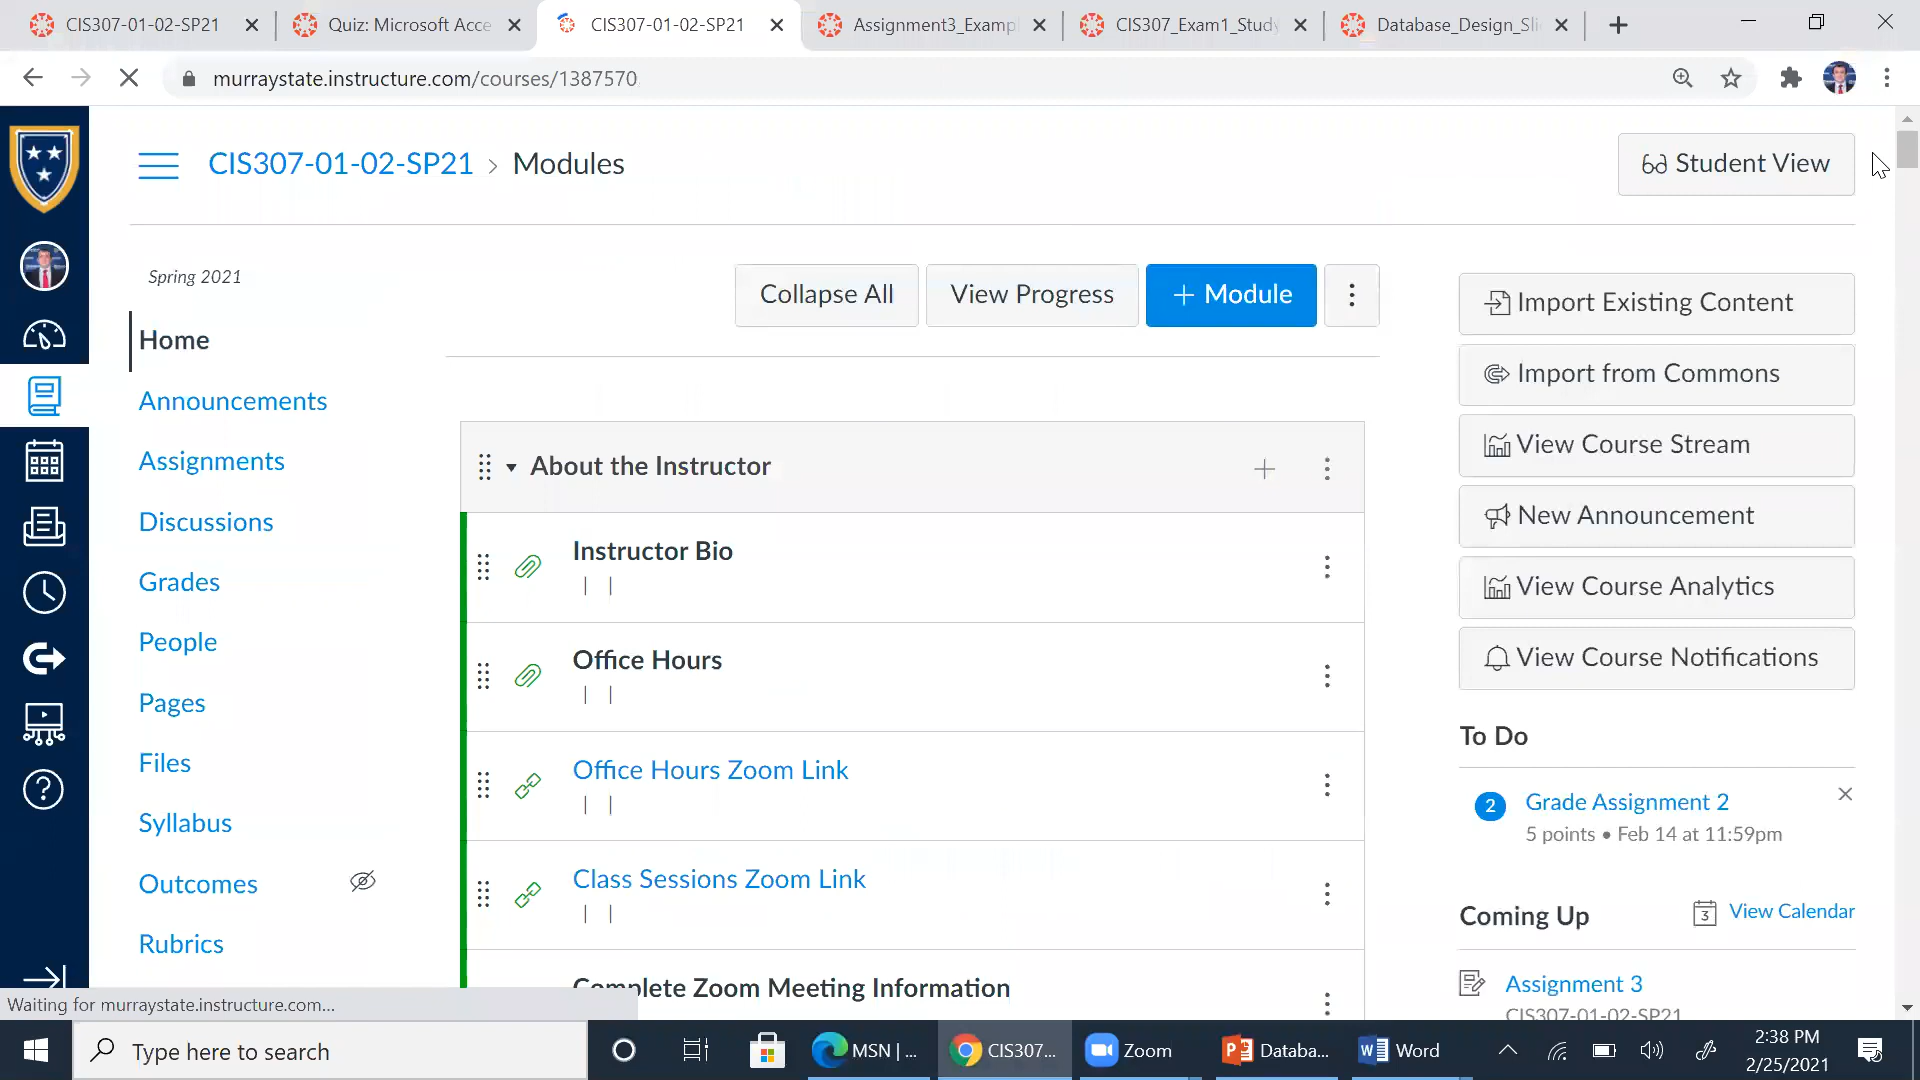 CIS307-01-02-SP21
Quiz: Microsoft Acce
CIS307-01-02-SP21
Assignment3_Exampl
CIS307_Exam1_Study
Database_Design_Sli
murraystate.instructure.com/courses/1387570
CIS307-01-02-SP21 > Modules
Student View
Spring 2021
Home
Announcements
Assignments
Discussions
Grades
People
Pages
Files
Syllabus
Outcomes
Rubrics
Collapse All
View Progress
+ Module
About the Instructor
Instructor Bio
| |
Office Hours
| |
Office Hours Zoom Link
| |
Class Sessions Zoom Link
| |
Complete Zoom Meeting Information
Import Existing Content
Import from Commons
View Course Stream
New Announcement
View Course Analytics
View Course Notifications
To Do
2 Grade Assignment 2
5 points • Feb 14 at 11:59pm
Coming Up
3 View Calendar
Assignment 3
CIS307-01-02-SP21
Waiting for murraystate.instructure.com...
Type here to search
MSN | ...
CIS307...
Zoom
Databa...
Word
2:38 PM
2/25/2021